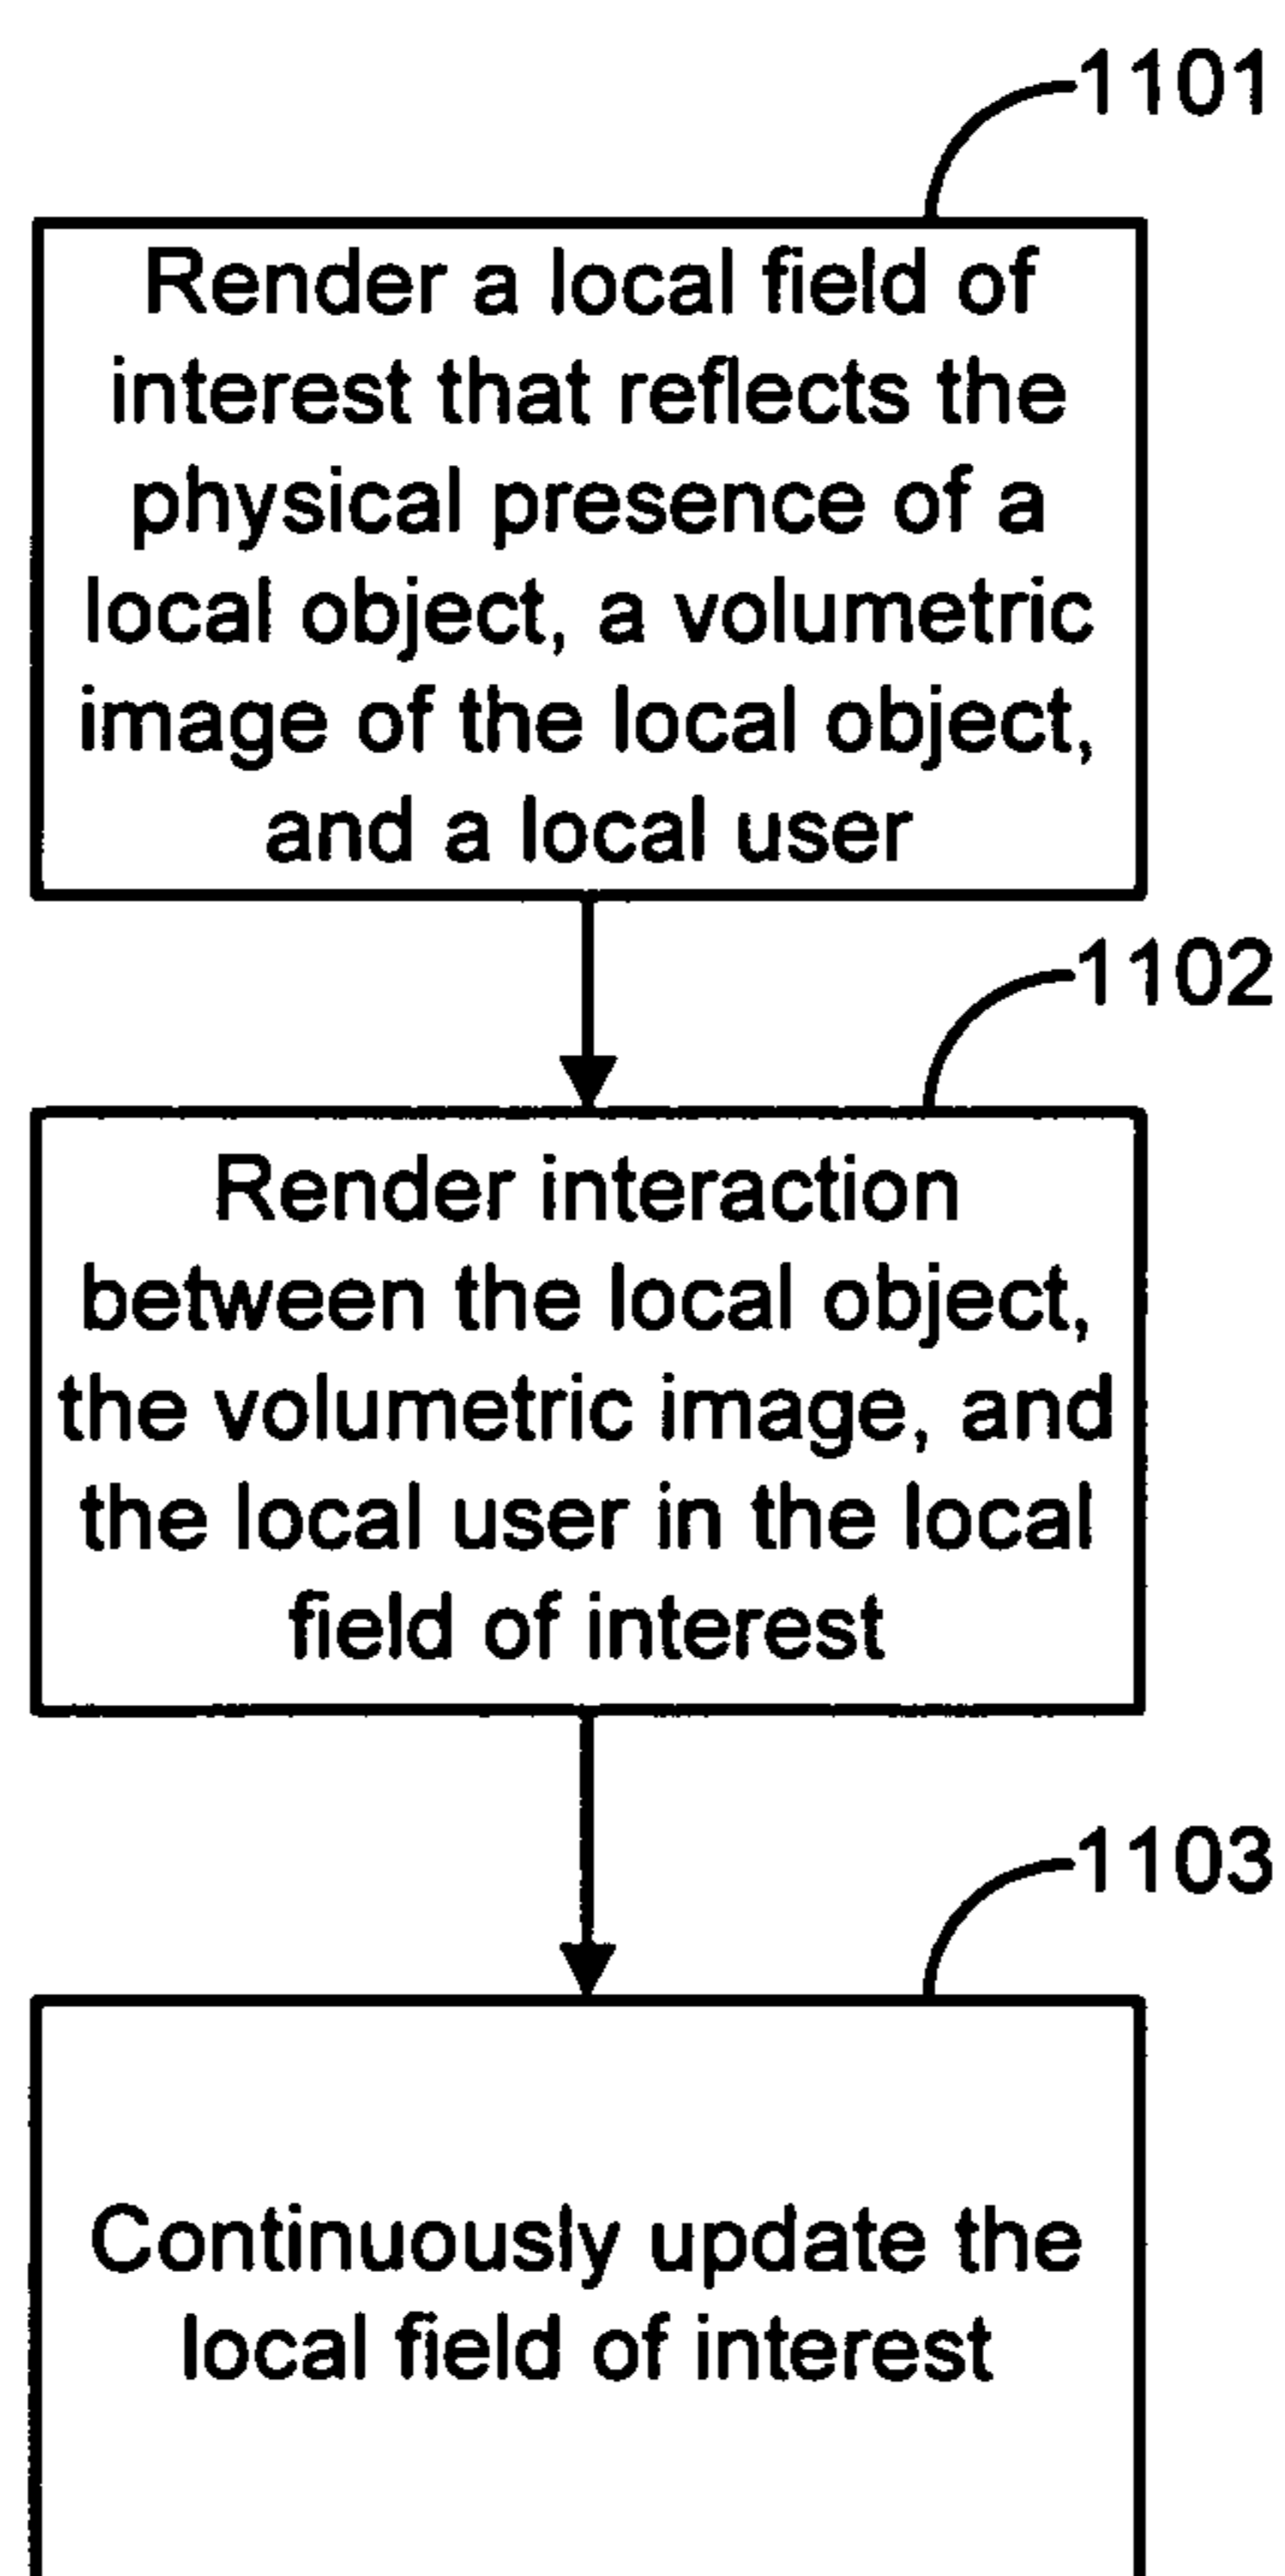 1101
Render a local field of
interest that reflects the
physical presence of a
local object, a volumetric
image of the local object,
and a local user
1102
Render interaction
between the local object,
the volumetric image, and
the local user in the local
field of interest
1103
Continuously update the
local field of interest